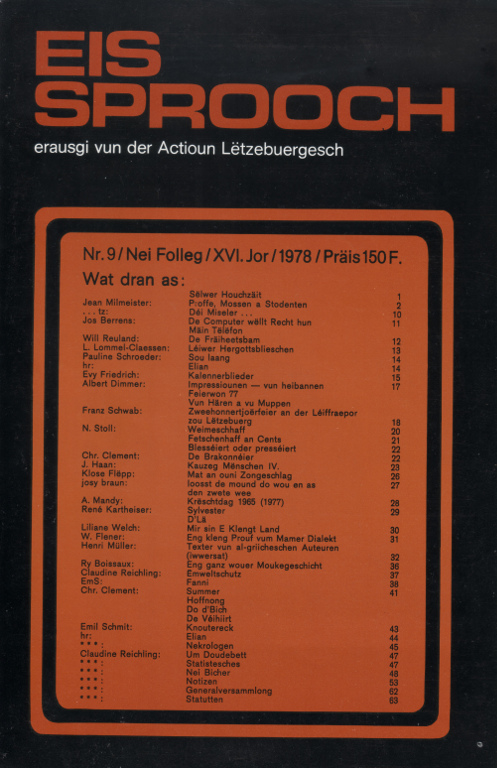 EIS
SPROOCH
erausgi vun der Actioun Lëtzebuergesch
Nr. 9 / Nei Folleg / XVI. Jor / 1978 / Präis 150 F.
Wat dran as:
Sëlwer Houchzäit 1
Jean Milmeister: Proffe, Mossen a Stodenten 2
... tz: Déi Miseler ... 10
Jos Berrens: De Computer wëllt Recht hun 11
Mäin Teléfon
Will Reuland: De Fräiheetsbam 12
L. Lommel-Claessen: Léiwer Hergottsblieschen 13
Pauline Schroeder: Sou laang 14
hr: Elian 14
Evy Friedrich: Kalennerblieder 15
Albert Dimmer: Impressiounen — vun heibannen 17
Feierwon 77
Vun Hären a vu Muppen
Franz Schwab: Zweehonnertjoërfeier an der Léiffraepor
zou Lëtzebuerg 18
N. Stoll: Weimeschhaff 20
Fetschenhaff an Cents 21
Blesséiert oder presséiert 22
Chr. Clement: De Brakonnéier 22
J. Haan: Kauzeg Mënschen IV. 23
Klose Fiëpp: Mat an ouni Zongeschlag 26
josy braun: loosst de mound do wou en as 27
den zwete wee
A. Mandy: Krëschtdag 1965 (1977) 28
René Kartheiser: Sylvester 29
D'Lä
Liliane Welch: Mir sin E Klengt Land 30
W. Flener: Eng kleng Prouf vum Mamer Dialekt 31
Henri Müller: Texter vun al-griicheschen Auteuren
(iwwersat) 32
Ry Boissaux: Eng ganz wouer Moukegeschicht 36
Claudine Reichling: Emweltschutz 37
EmS: Fanni 38
Chr. Clement: Summer 41
Hoffnong
Do d'Bich
De Véihiirt
Emil Schmit: Knoutereck 43
hr: Elian 44
* * * : Nekrologen 45
Claudine Reichling: Um Doudebett 47
* * * : Statistesches 47
* * * : Nei Bicher 48
* * * : Notizen 53
* * * : Generalversammlong 62
* * * : Statutten 63